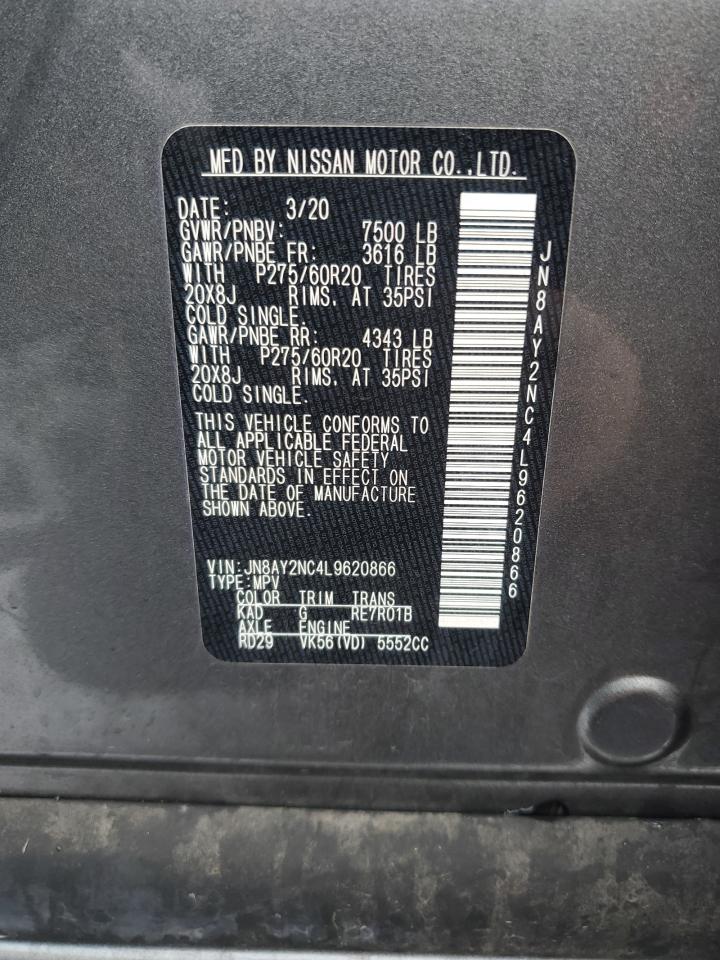 MFD BY NISSAN MOTOR CO.,LTD.
DATE: 3/20
GVWR/PNBV: 7500 LB
GAWR/PNBE FR: 3616 LB
WITH P275/60R20 TIRES
20X8J RIMS. AT 35PSI
COLD SINGLE.
GAWR/PNBE RR: 4343 LB
WITH P275/60R20 TIRES
20X8J RIMS. AT 35PSI
COLD SINGLE.
THIS VEHICLE CONFORMS TO
ALL APPLICABLE FEDERAL
MOTOR VEHICLE SAFETY
STANDARDS IN EFFECT ON
THE DATE OF MANUFACTURE
SHOWN ABOVE.
VIN:JN8AY2NC4L9620866
TYPE:MPV
COLOR TRIM TRANS
KAD G RE7R01B
AXLE ENGINE
RD29 VK56(VD) 5552CC
JN8AY2NC4L9620866